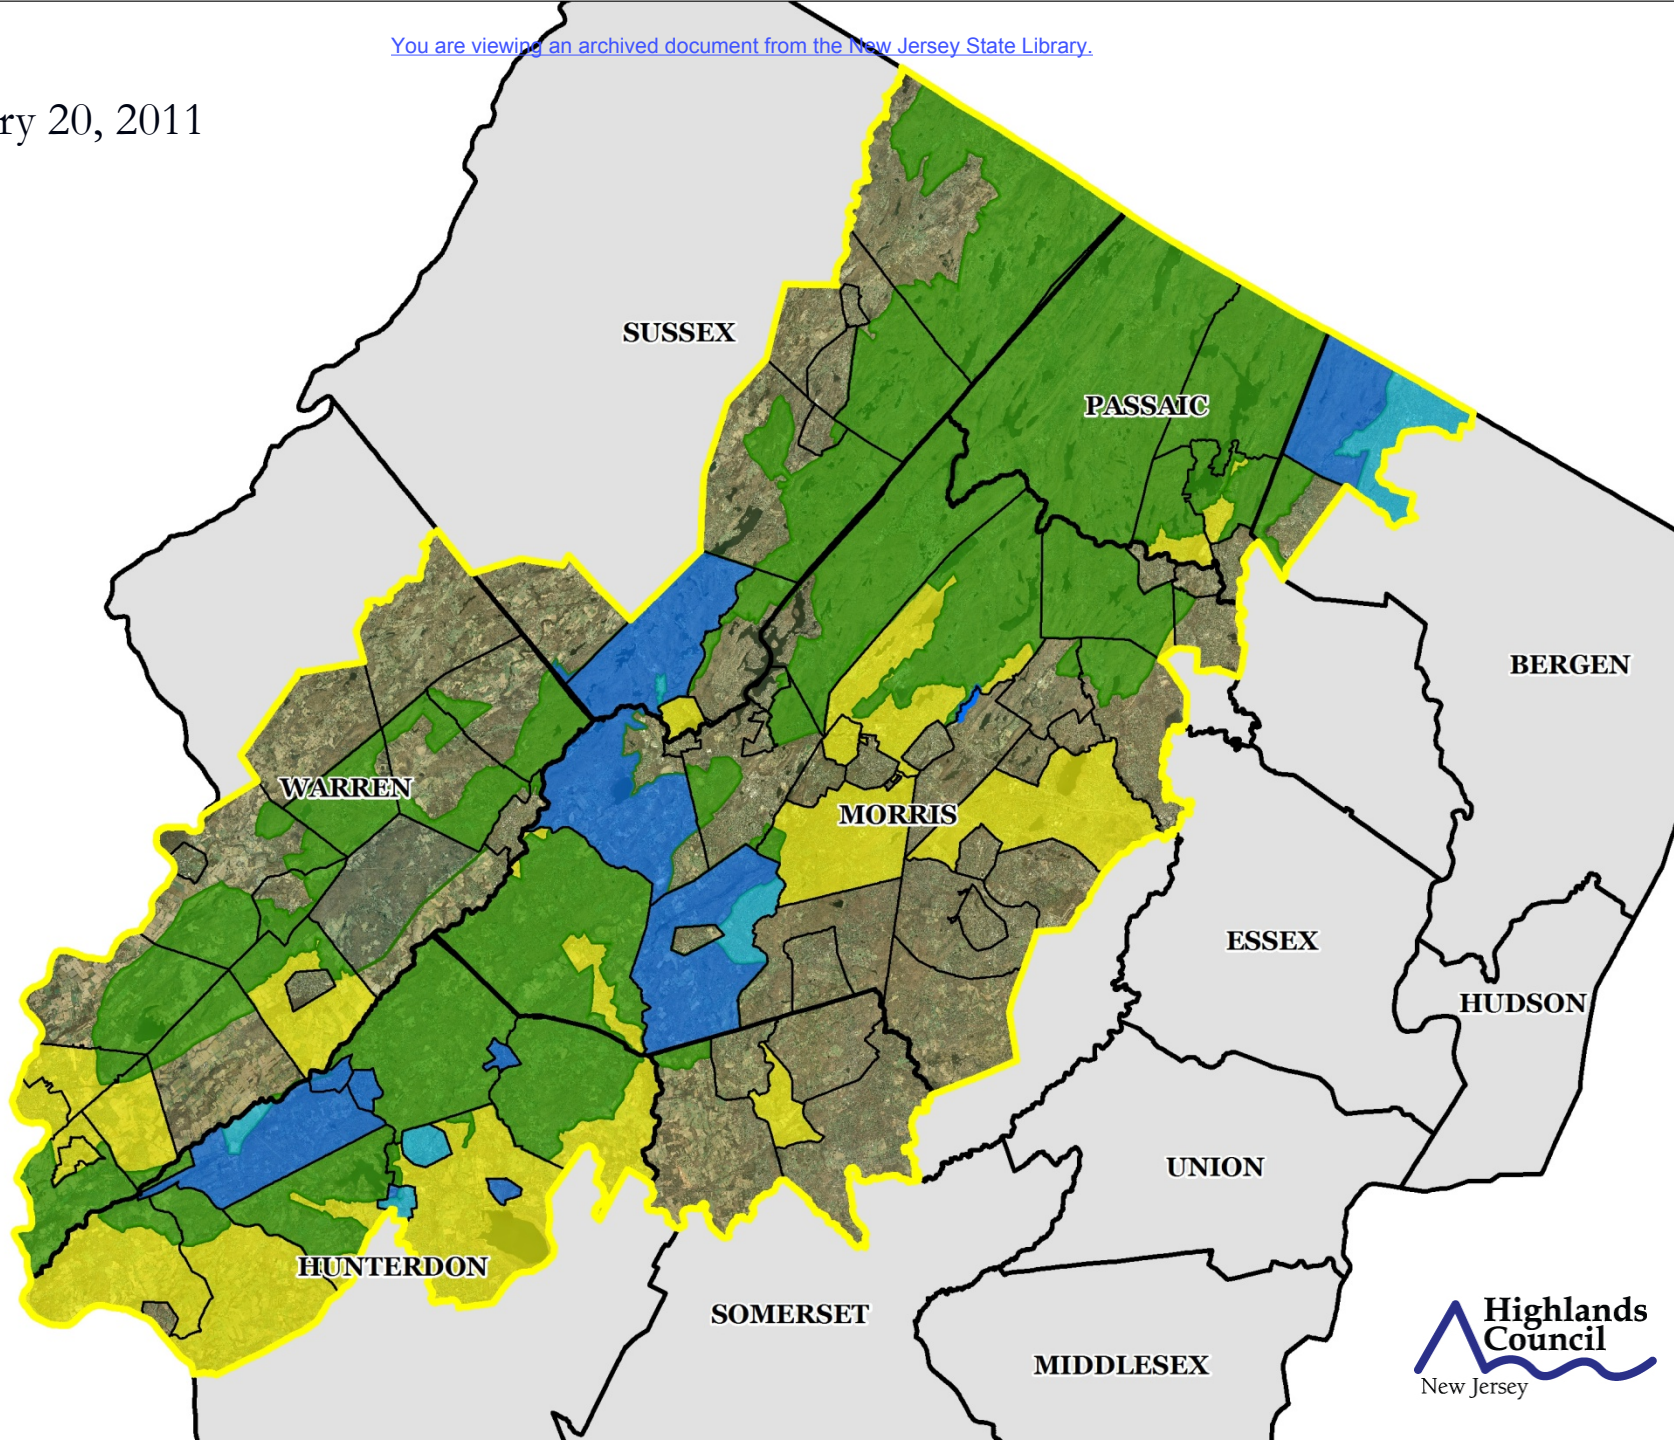 You are viewing an archived document from the New Jersey State Library.
ry 20, 2011
SUSSEX
PASSAIC
BERGEN
WARREN
MORRIS
ESSEX
HUDSON
UNION
HUNTERDON
SOMERSET
MIDDLESEX
Highlands
Council
New Jersey